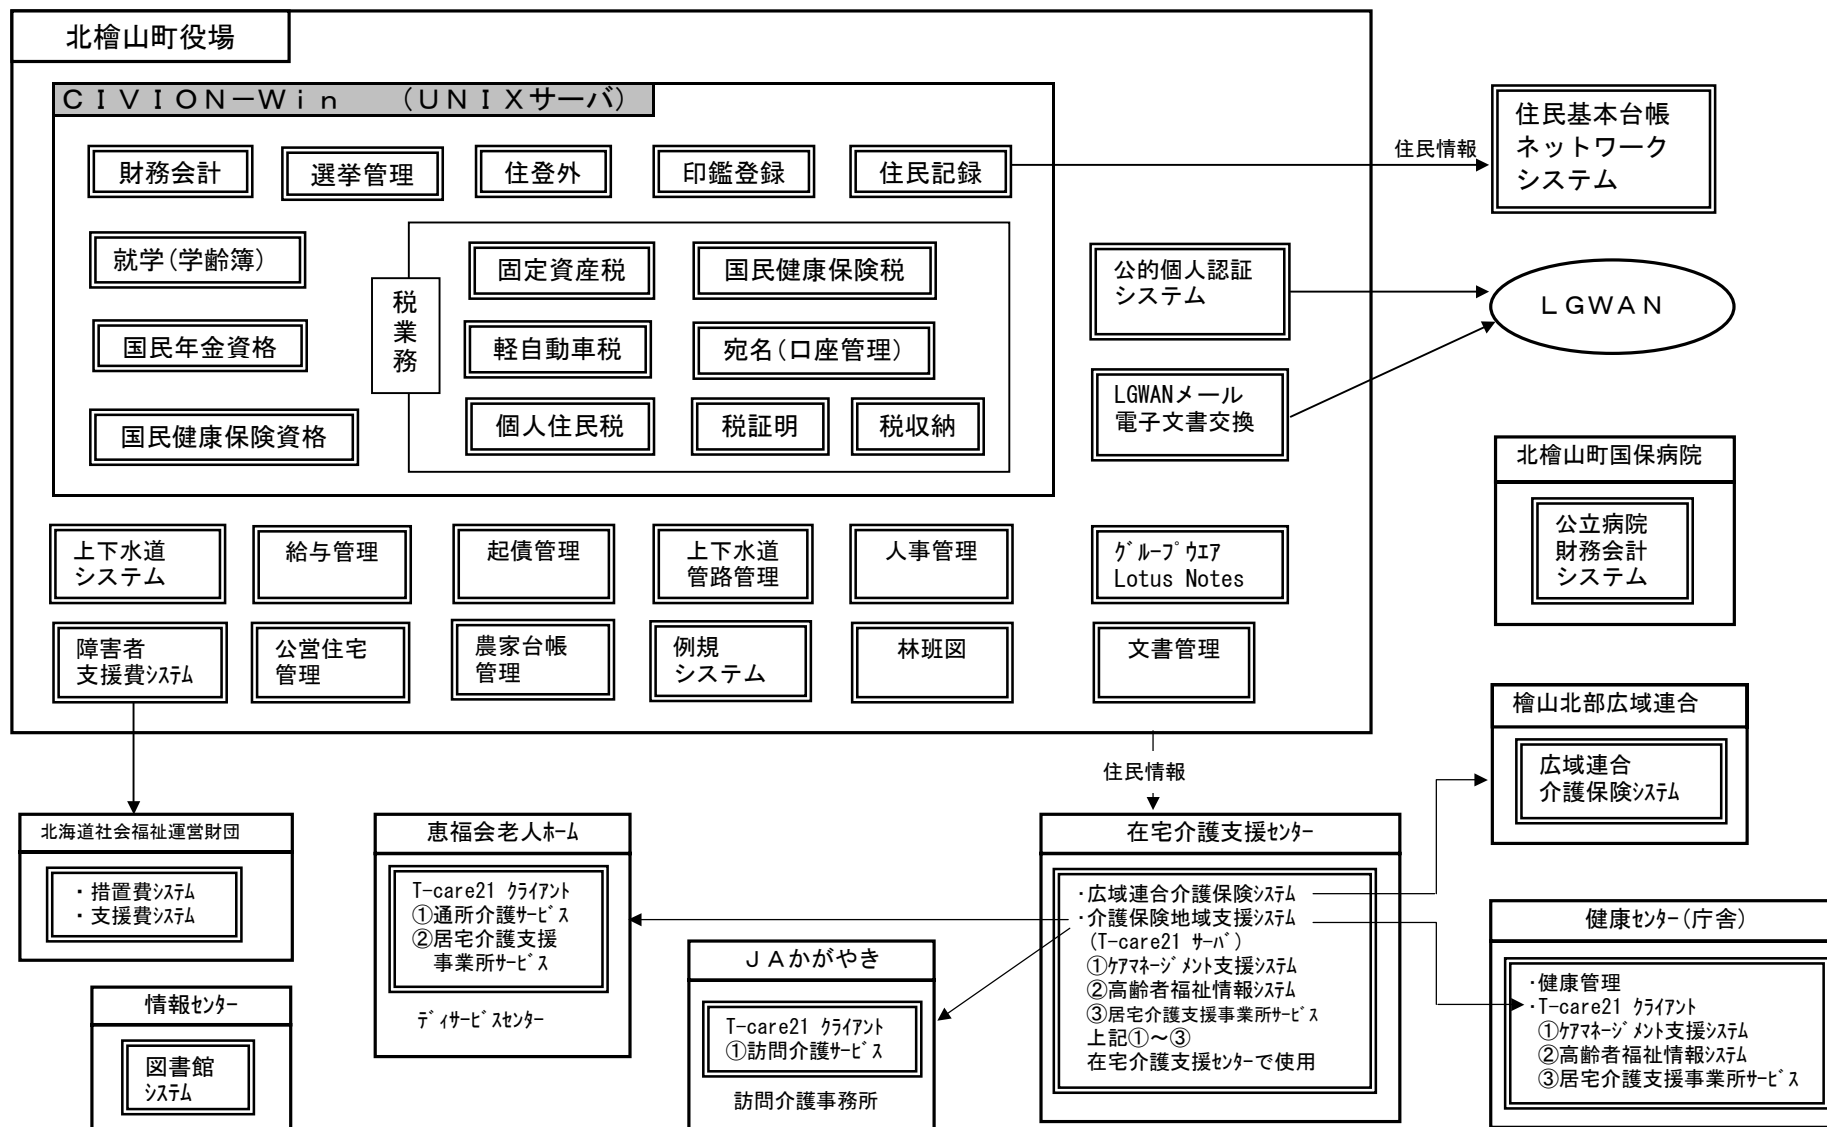 北檜山町役場
ＣＩＶＩＯＮ－Ｗｉｎ　（ＵＮＩＸサーバ）
財務会計
選挙管理
住登外
印鑑登録
住民記録
住民情報
住民基本台帳
ネットワーク
システム
就学(学齢簿)
国民年金資格
国民健康保険資格
税業務
固定資産税
国民健康保険税
軽自動車税
宛名(口座管理)
個人住民税
税証明
税収納
公的個人認証
システム
ＬＧＷＡＮ
LGWANメール
電子文書交換
北檜山町国保病院
公立病院
財務会計
システム
上下水道
システム
給与管理
起債管理
上下水道
管路管理
人事管理
ｸﾞﾙｰﾌﾟｳｴｱ
Lotus Notes
障害者
支援費ｼｽﾃﾑ
公営住宅
管理
農家台帳
管理
例規
システム
林班図
文書管理
檜山北部広域連合
広域連合
介護保険ｼｽﾃﾑ
住民情報
北海道社会福祉運営財団
・措置費ｼｽﾃﾑ
・支援費ｼｽﾃﾑ
恵福会老人ﾎｰﾑ
T-care21 ｸﾗｲｱﾝﾄ
①通所介護ｻｰﾋﾞｽ
②居宅介護支援
事業所ｻｰﾋﾞｽ
ﾃﾞｨｻｰﾋﾞｽｾﾝﾀｰ
在宅介護支援ｾﾝﾀｰ
・広域連合介護保険ｼｽﾃﾑ
・介護保険地域支援ｼｽﾃﾑ
(T-care21 ｻｰﾊﾞ)
①ｹｱﾏﾈｰｼﾞﾒﾝﾄ支援ｼｽﾃﾑ
②高齢者福祉情報ｼｽﾃﾑ
③居宅介護支援事業所ｻｰﾋﾞｽ
上記①～③
在宅介護支援ｾﾝﾀｰで使用
健康ｾﾝﾀｰ(庁舎)
・健康管理
・T-care21 ｸﾗｲｱﾝﾄ
①ｹｱﾏﾈｰｼﾞﾒﾝﾄ支援ｼｽﾃﾑ
②高齢者福祉情報ｼｽﾃﾑ
③居宅介護支援事業所ｻｰﾋﾞｽ
ＪＡかがやき
T-care21 ｸﾗｲｱﾝﾄ
①訪問介護ｻｰﾋﾞｽ
訪問介護事務所
情報ｾﾝﾀｰ
図書館
ｼｽﾃﾑ